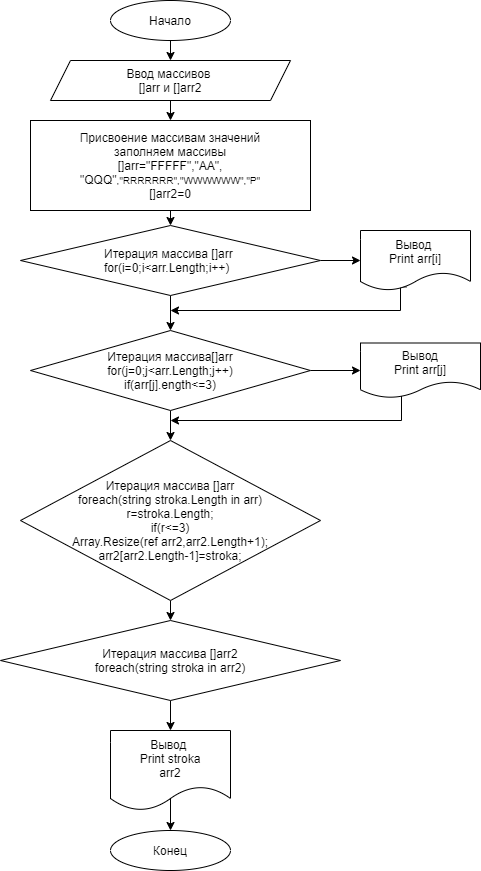 Начало
Ввод массивов
[]arr и []arr2
Присвоение массивам значений
заполняем массивы
[]arr="FFFFF","AA",
"QQQ","RRRRRRR","WWWWWW","P"
[]arr2=0
Итерация массива []arr
for(i=0;i<arr.Length;i++)
Вывод
Print arr[i]
Итерация массива[]arr
for(j=0;j<arr.Length;j++)
if(arr[j].ength<=3)
Вывод
Print arr[j]
Итерация массива []arr
foreach(string stroka.Length in arr)
r=stroka.Length;
if(r<=3)
Array.Resize(ref arr2,arr2.Length+1);
arr2[arr2.Length-1]=stroka;
Итерация массива []arr2
foreach(string stroka in arr2)
Вывод
Print stroka
arr2
Конец